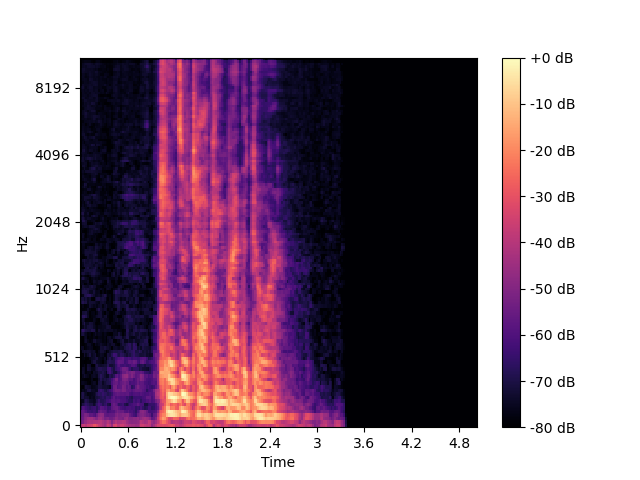 +0 dB
8192
-10 dB
4096
-20 dB
-30 dB
2048
Hz
-40 dB
1024
-50 dB
-60 dB
512
-70 dB
0
-80 dB
0 0.6 1.2 1.8 2.4 3 3.6 4.2 4.8
Time